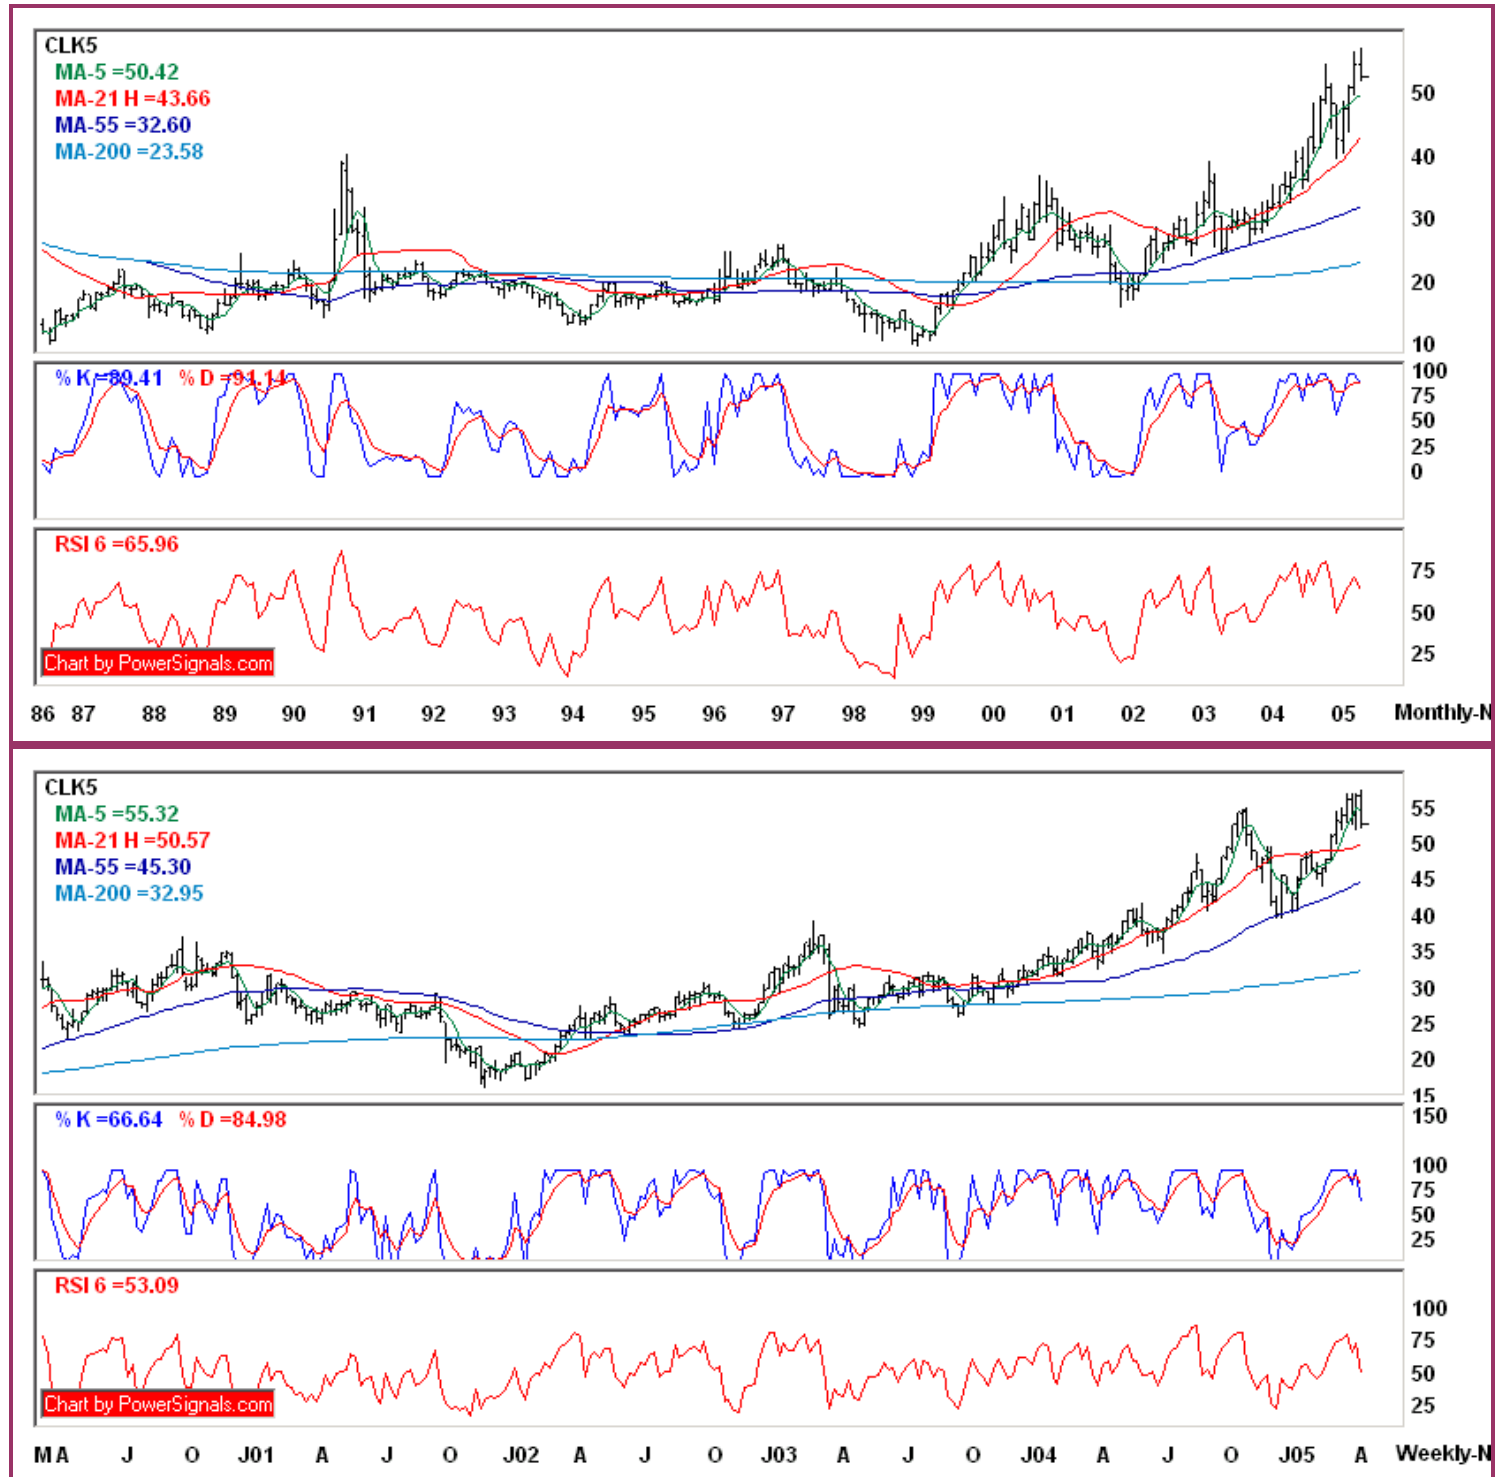 CLK5
MA-5 =50.42
MA-21 H =43.66
MA-55 =32.60
MA-200 =23.58
50
40
30
20
10
% K =89.41 % D =91.14
100
75
50
25
0
RSI 6 =65.96
75
50
25
Chart by PowerSignals.com
86 87 88 89 90 91 92 93 94 95 96 97 98 99 00 01 02 03 04 05 Monthly-N
CLK5
MA-5 =55.32
MA-21 H =50.57
MA-55 =45.30
MA-200 =32.95
55
50
45
40
35
30
25
20
15
% K =66.64 % D =84.98
150
100
75
50
25
RSI 6 =53.09
100
75
50
25
Chart by PowerSignals.com
M A J O J01 A J O J02 A J O J03 A J O J04 A J O J05 A Weekly-N